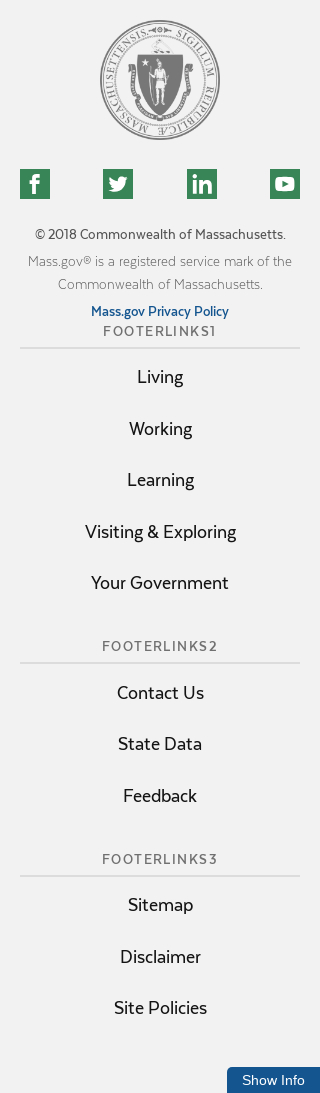 SIGILLUM REIPUBLICÆ MASSACHUSETTENSIS
f
in
© 2018 Commonwealth of Massachusetts.
Mass.gov® is a registered service mark of the
Commonwealth of Massachusetts.
Mass.gov Privacy Policy
FOOTERLINKS1
Living
Working
Learning
Visiting & Exploring
Your Government
FOOTERLINKS2
Contact Us
State Data
Feedback
FOOTERLINKS3
Sitemap
Disclaimer
Site Policies
Show Info